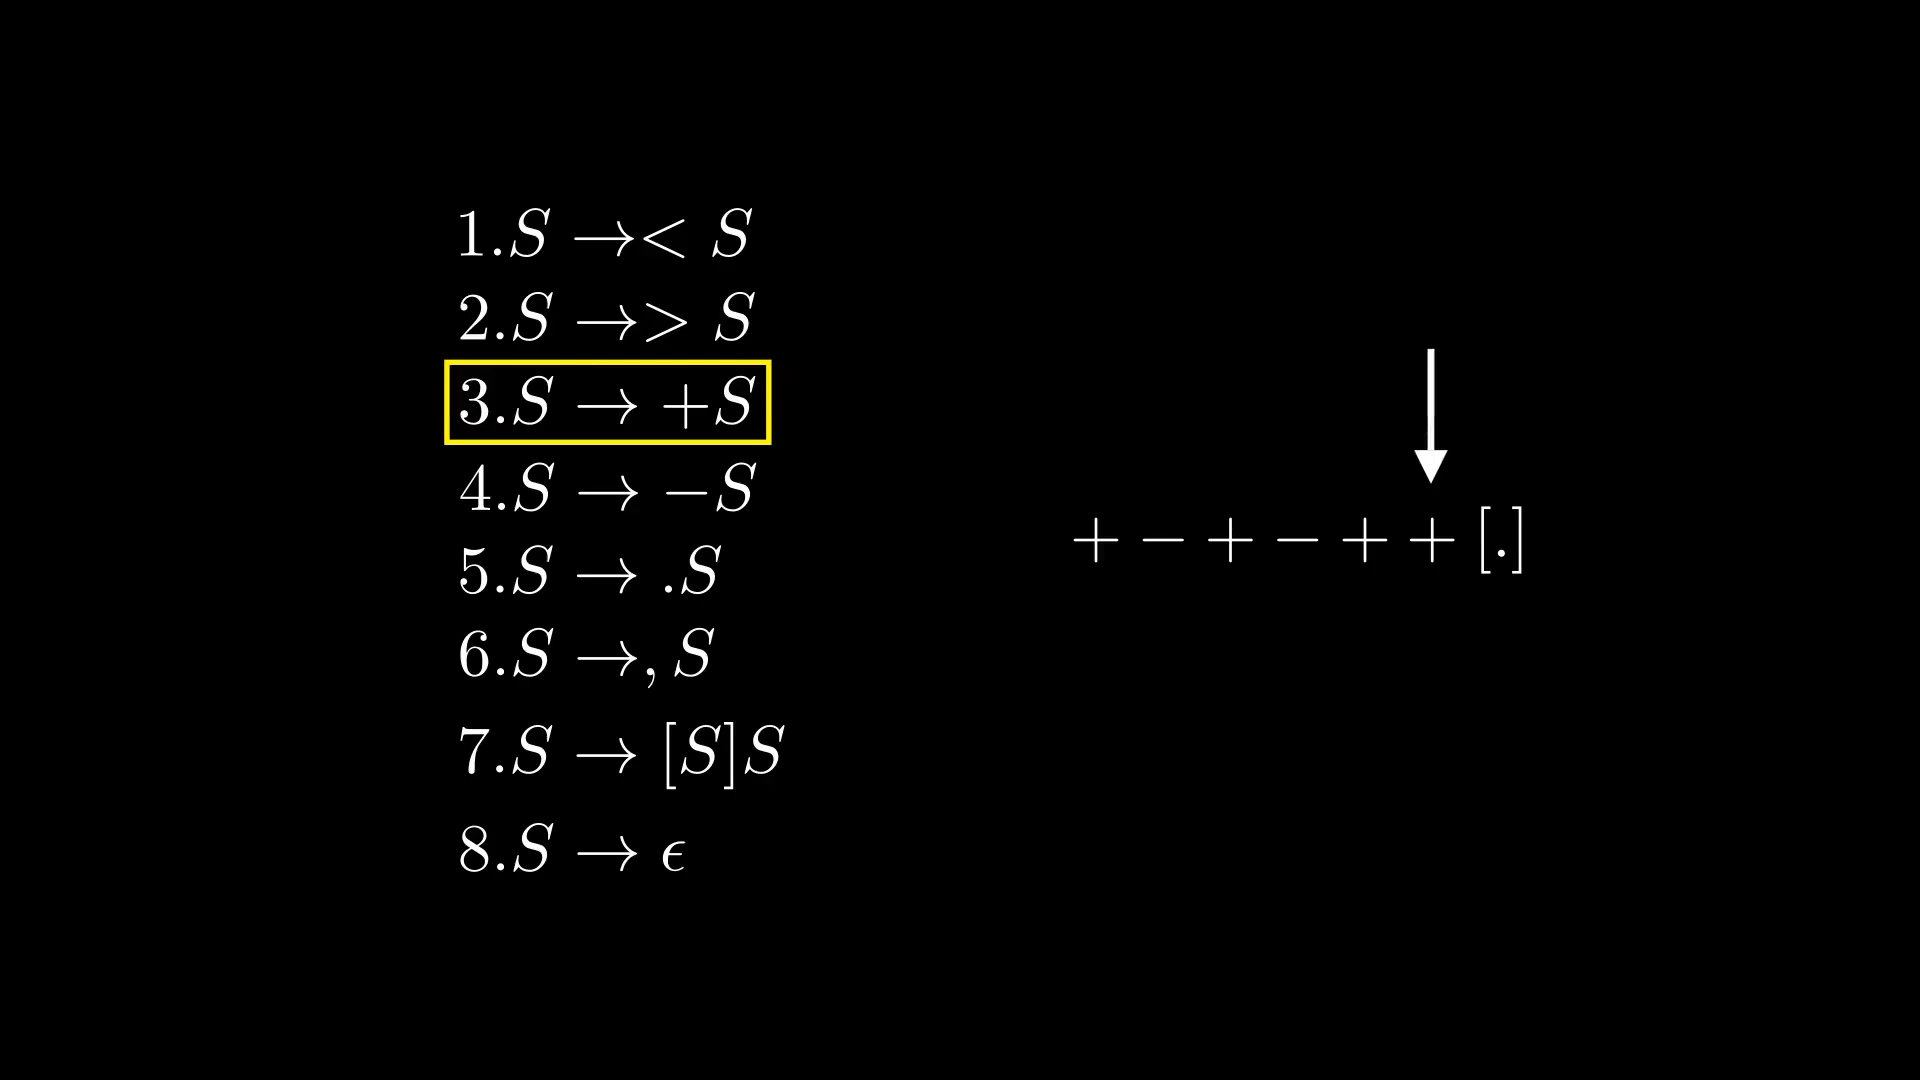 1.S →< S
2.S →> S
3.S → +S
4.S → −S
5.S → .S
6.S →, S
7.S → [S]S
8.S → ϵ
+ − + − + + [.]